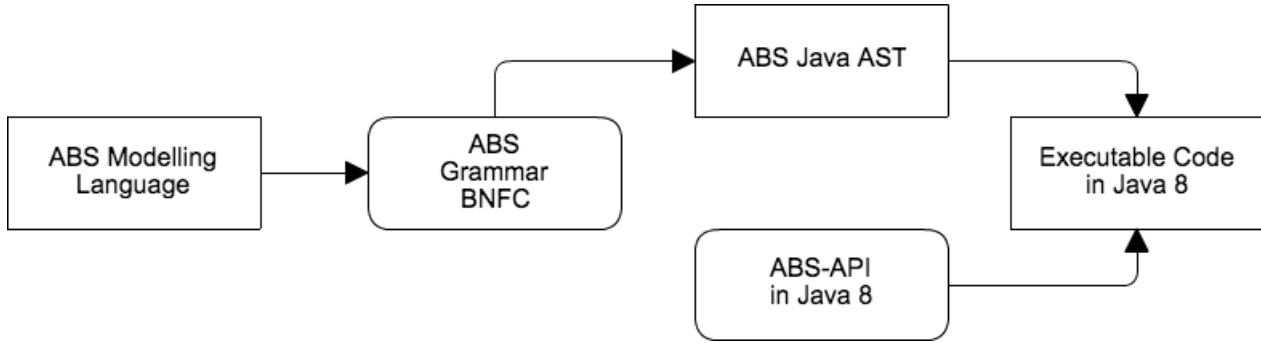 ABS Modelling
Language
ABS
Grammar
BNFC
ABS Java AST
ABS-API
in Java 8
Executable Code
in Java 8